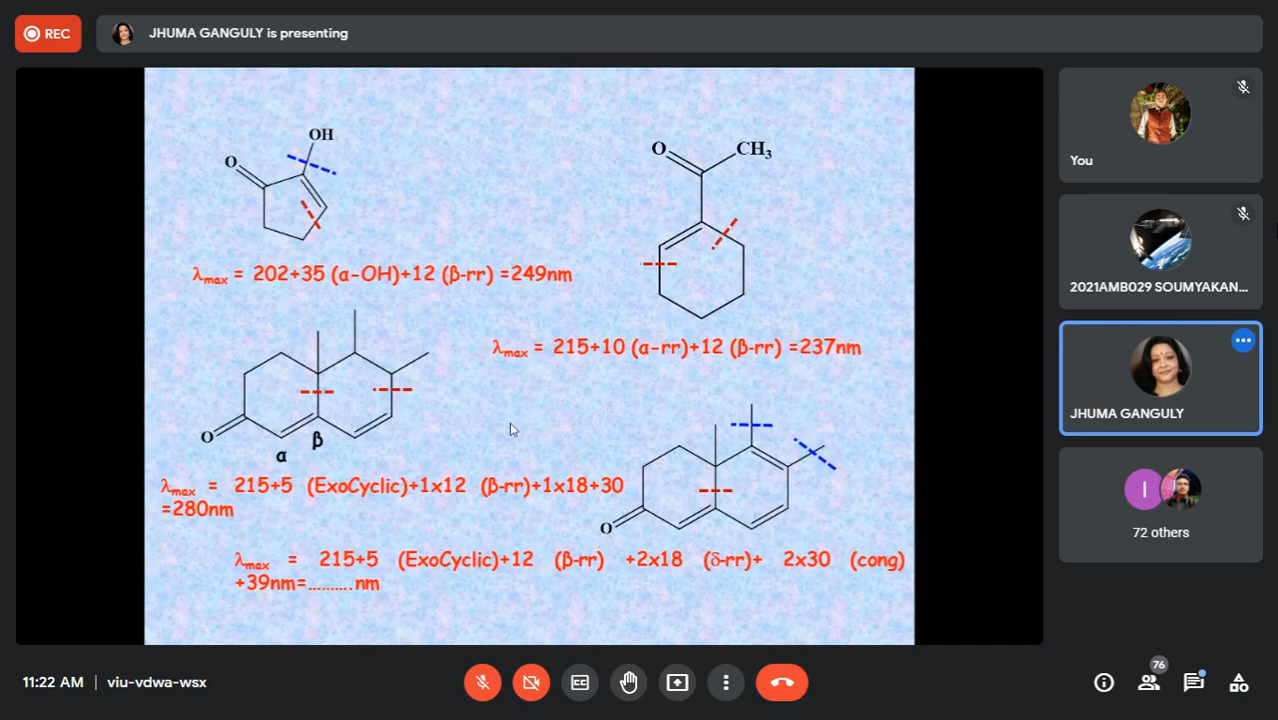 REC
JHUMA GANGULY is presenting
OH
O
λmax = 202+35 (α-OH)+12 (β-rr) =249nm
O
CH3
λmax = 215+10 (α-rr)+12 (β-rr) =237nm
O
α
β
λmax = 215+5 (ExoCyclic)+1x12 (β-rr)+1x18+30
=280nm
O
λmax = 215+5 (ExoCyclic)+12 (β-rr) +2x18 (δ-rr)+ 2x30 (cong)
+39nm=..........nm
You
2021AMB029 SOUMYAKAN...
JHUMA GANGULY
I
72 others
11:22 AM | viu-vdwa-wsx
CC
76